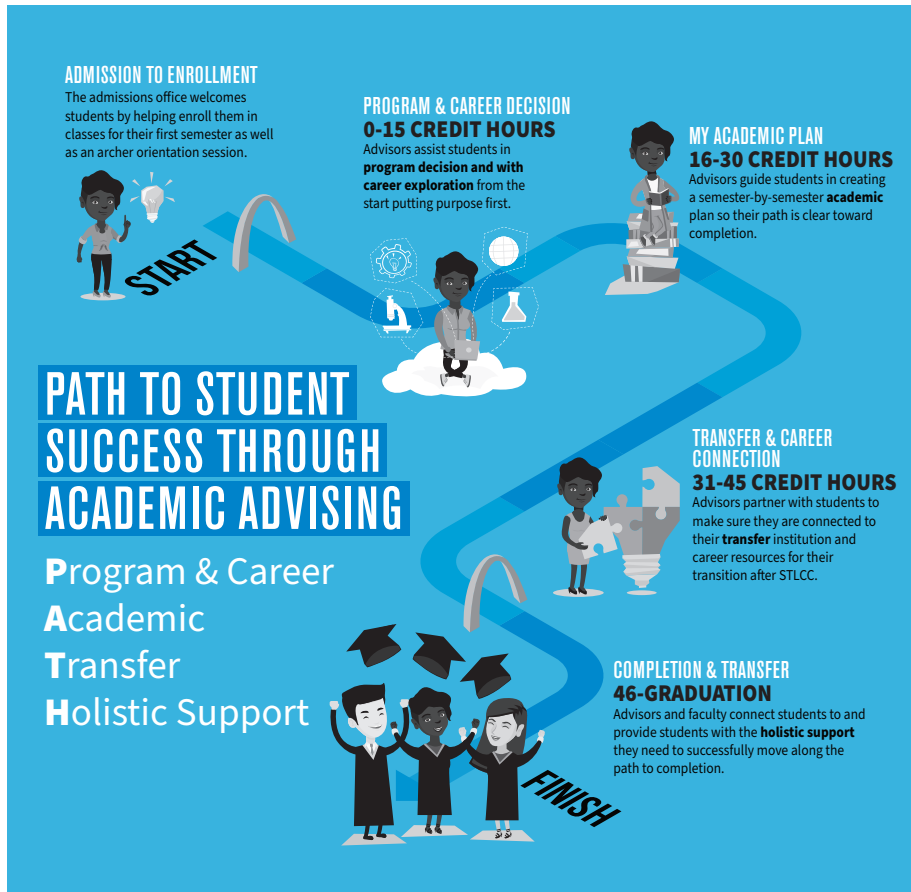 ADMISSION TO ENROLLMENT
The admissions office welcomes
students by helping enroll them in
classes for their first semester as well
as an archer orientation session.
START
PROGRAM & CAREER DECISION
0-15 CREDIT HOURS
Advisors assist students in
program decision and with
career exploration from the
start putting purpose first.
MY ACADEMIC PLAN
16-30 CREDIT HOURS
Advisors guide students in creating
a semester-by-semester academic
plan so their path is clear toward
completion.
PATH TO STUDENT
SUCCESS THROUGH
ACADEMIC ADVISING
Program & Career
Academic
Transfer
Holistic Support
TRANSFER & CAREER
CONNECTION
31-45 CREDIT HOURS
Advisors partner with students to
make sure they are connected to
their transfer institution and
career resources for their
transition after STLCC.
COMPLETION & TRANSFER
46-GRADUATION
Advisors and faculty connect students to and
provide students with the holistic support
they need to successfully move along the
path to completion.
FINISH